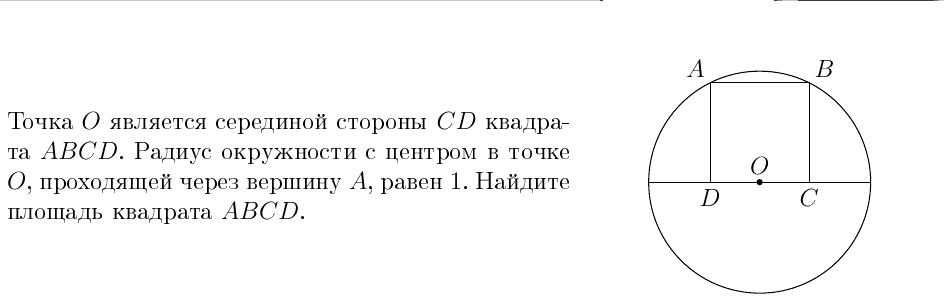 Точка O является серединой стороны CD квадра-
та ABCD. Радиус окружности с центром в точке
O, проходящей через вершину A, равен 1. Найдите
площадь квадрата ABCD.
A B
O
D C